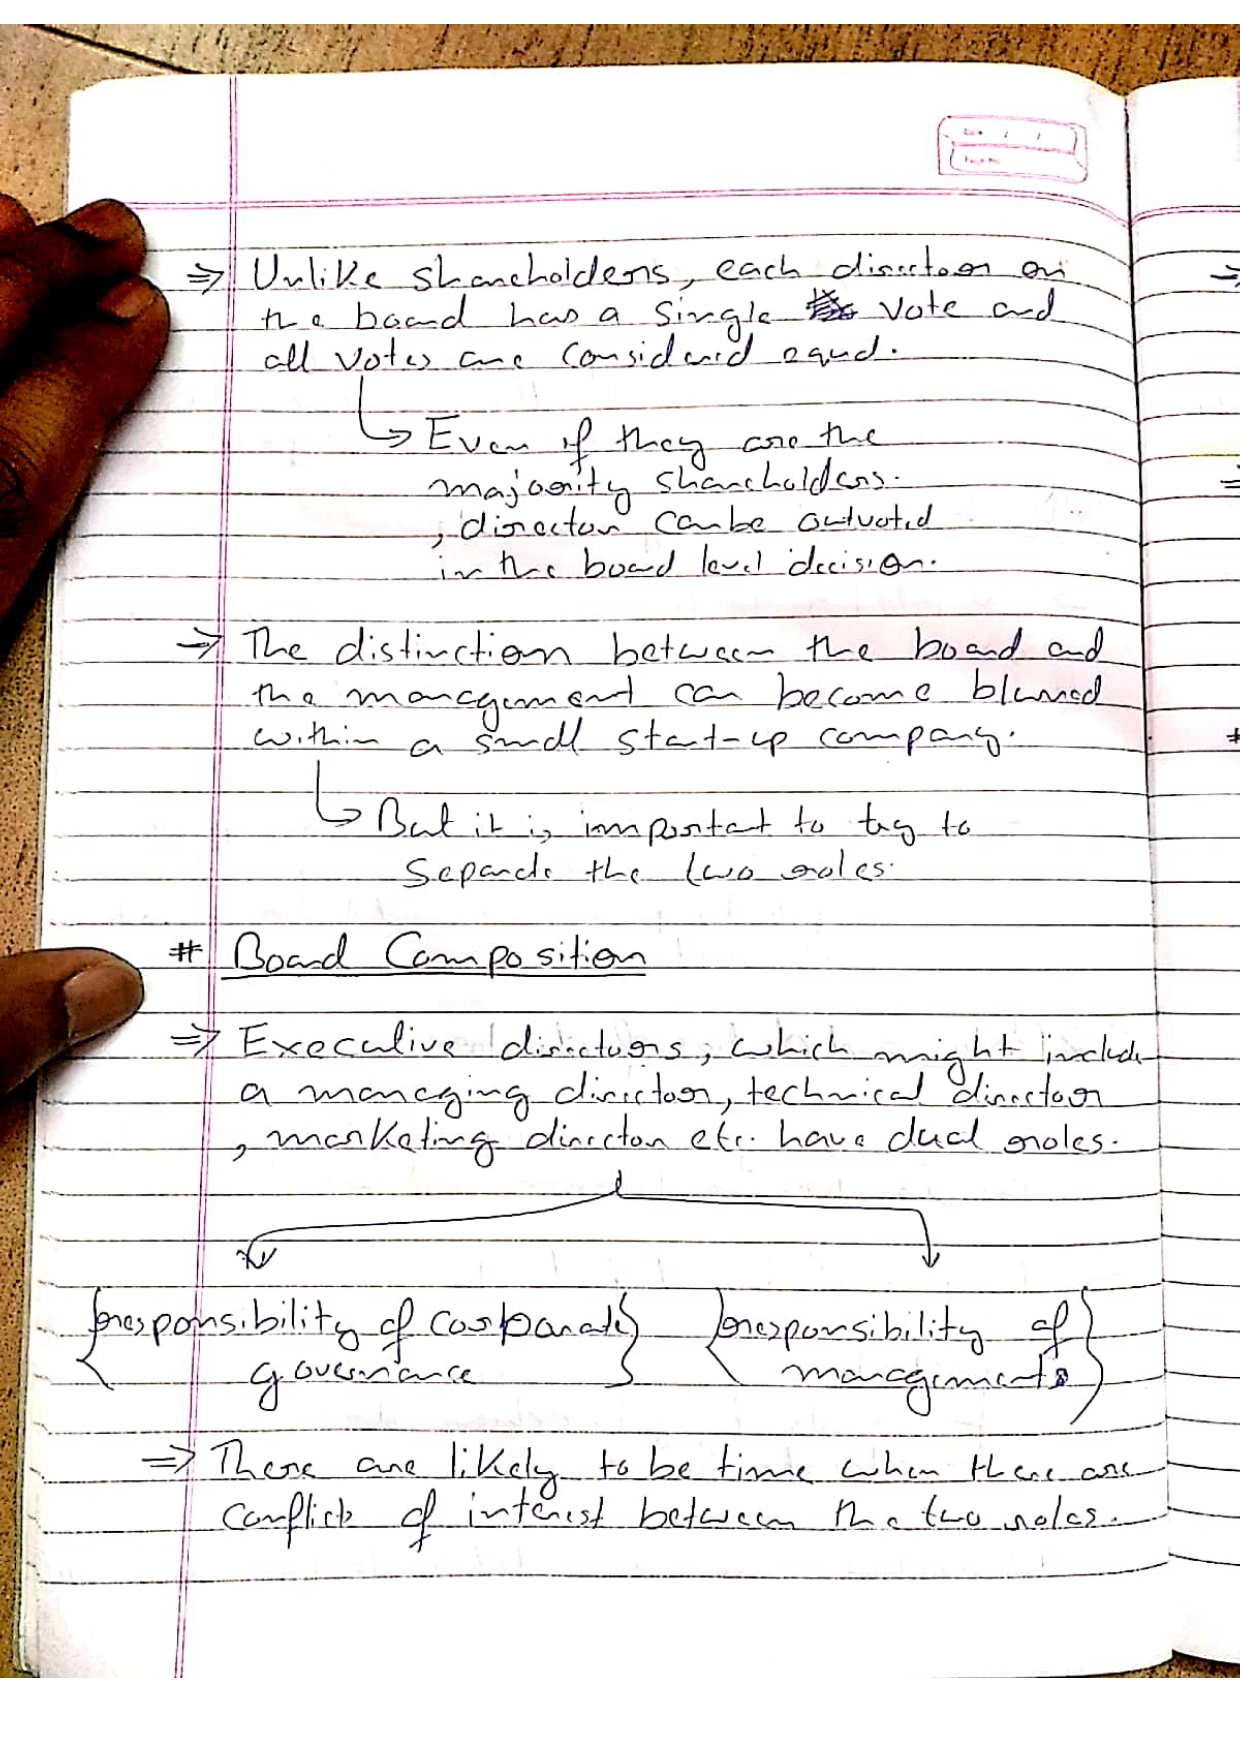 ⇒ Unlike shareholders, each director on
the board has a single vote and
all votes are considered equal.
↳ Even if they are the
majority shareholders.
, director can be outvoted
in the board level decision.
⇒ The distinction between the board and
the management can become blurred
within a small start-up company.
↳ But it is important to try to
separate the two roles.
# Board Composition
⇒ Executive directors, which might include
a managing director, technical director
, marketing director etc. have dual roles.
{responsibility of corporate} {responsibility of
governance management}
⇒ There are likely to be time when there are
conflicts of interest between the two roles.